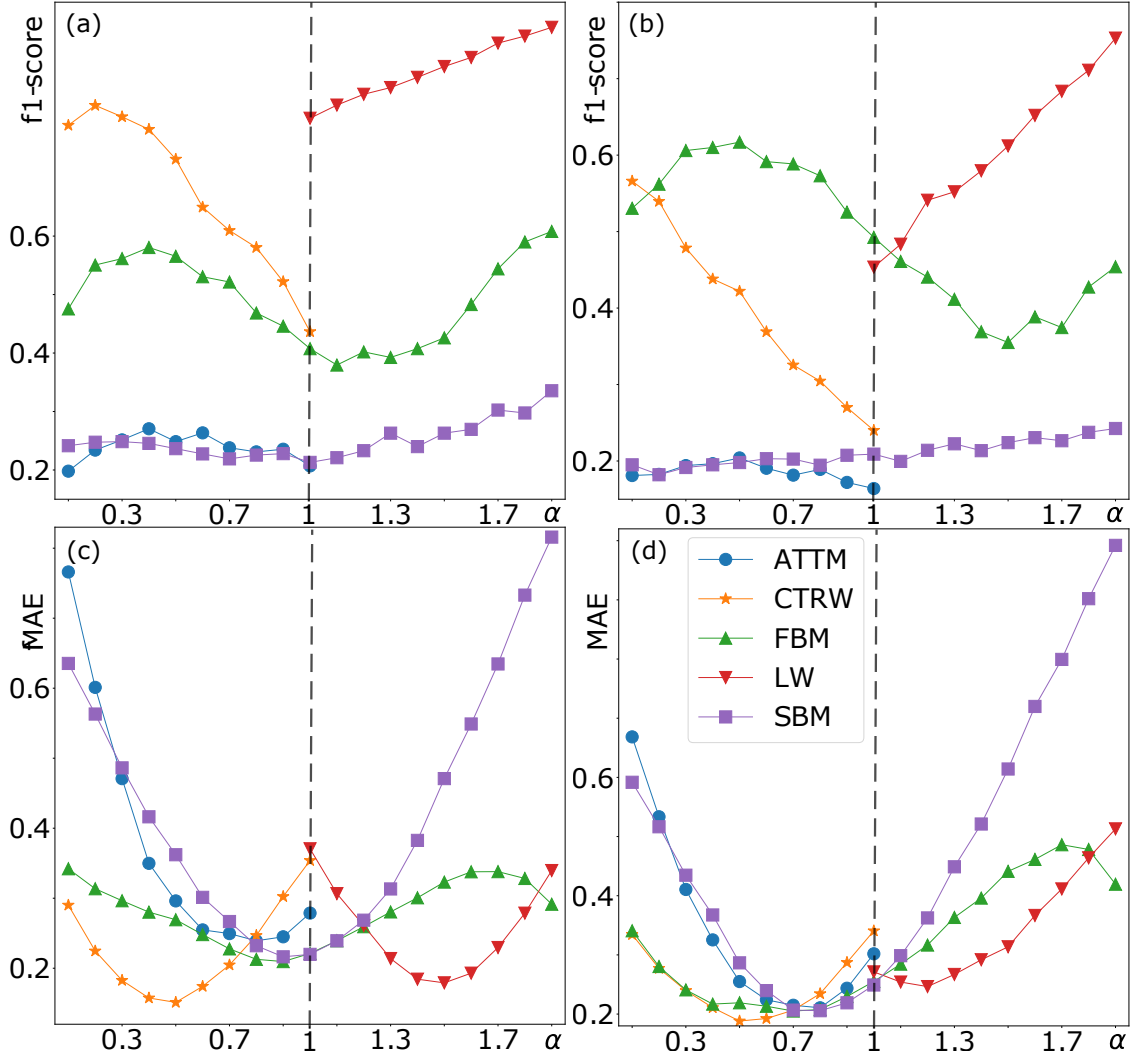 (a)
f1-score
0.6
0.4
0.2
0.3
0.7
1
1.3
1.7
α
(b)
f1-score
0.6
0.4
0.2
0.3
0.7
1
1.3
1.7
α
(c)
MAE
0.6
0.4
0.2
0.3
0.7
1
1.3
1.7
α
(d)
MAE
0.6
0.4
0.2
0.3
0.7
1
1.3
1.7
α
ATTM
CTRW
FBM
LW
SBM